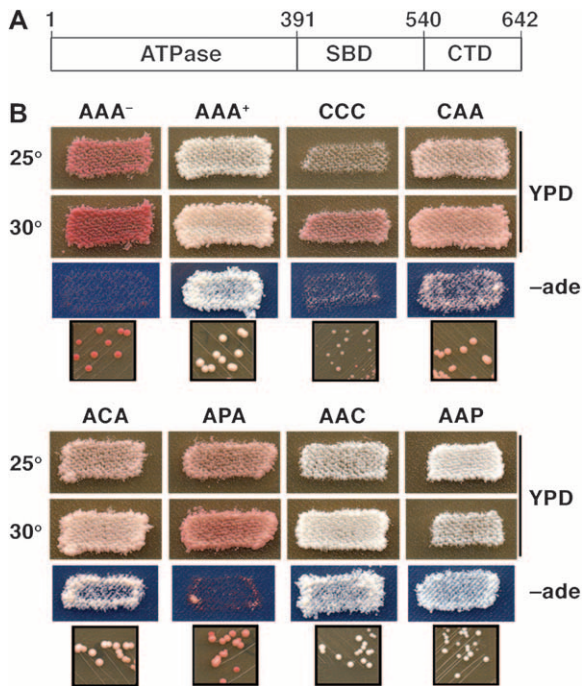 A 1 391 540 642
ATPase SBD CTD
B AAA⁻ AAA⁺ CCC CAA
25°
30°
YPD
–ade
ACA APA AAC AAP
25°
30°
YPD
–ade